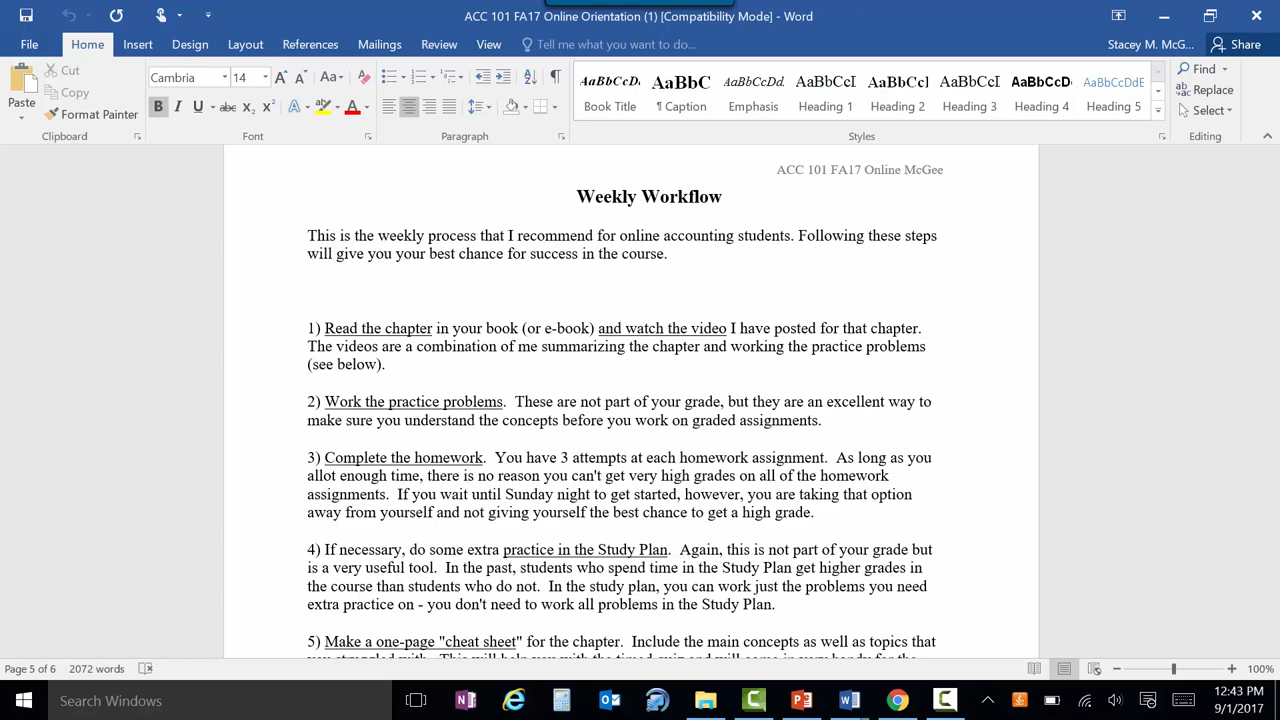 ACC 101 FA17 Online Orientation (1) [Compatibility Mode] - Word
File Home Insert Design Layout References Mailings Review View Tell me what you want to do... Stacey M. McG... Share
Cut
Copy
Format Painter
Paste
Clipboard
Cambria 14
Font
Paragraph
AaBbCcDı AaBbC AaBbCcDd AaBbCcI AaBbCcI AaBbCcI AaBbCcD AaBbCcDdE
Book Title ¶ Caption Emphasis Heading 1 Heading 2 Heading 3 Heading 4 Heading 5
Styles
Find
Replace
Select
Editing
ACC 101 FA17 Online McGee
Weekly Workflow
This is the weekly process that I recommend for online accounting students. Following these steps
will give you your best chance for success in the course.
1) Read the chapter in your book (or e-book) and watch the video I have posted for that chapter.
The videos are a combination of me summarizing the chapter and working the practice problems
(see below).
2) Work the practice problems. These are not part of your grade, but they are an excellent way to
make sure you understand the concepts before you work on graded assignments.
3) Complete the homework. You have 3 attempts at each homework assignment. As long as you
allot enough time, there is no reason you can't get very high grades on all of the homework
assignments. If you wait until Sunday night to get started, however, you are taking that option
away from yourself and not giving yourself the best chance to get a high grade.
4) If necessary, do some extra practice in the Study Plan. Again, this is not part of your grade but
is a very useful tool. In the past, students who spend time in the Study Plan get higher grades in
the course than students who do not. In the study plan, you can work just the problems you need
extra practice on - you don't need to work all problems in the Study Plan.
5) Make a one-page "cheat sheet" for the chapter. Include the main concepts as well as topics that
Page 5 of 6 2072 words 100%
Search Windows
12:43 PM
9/1/2017